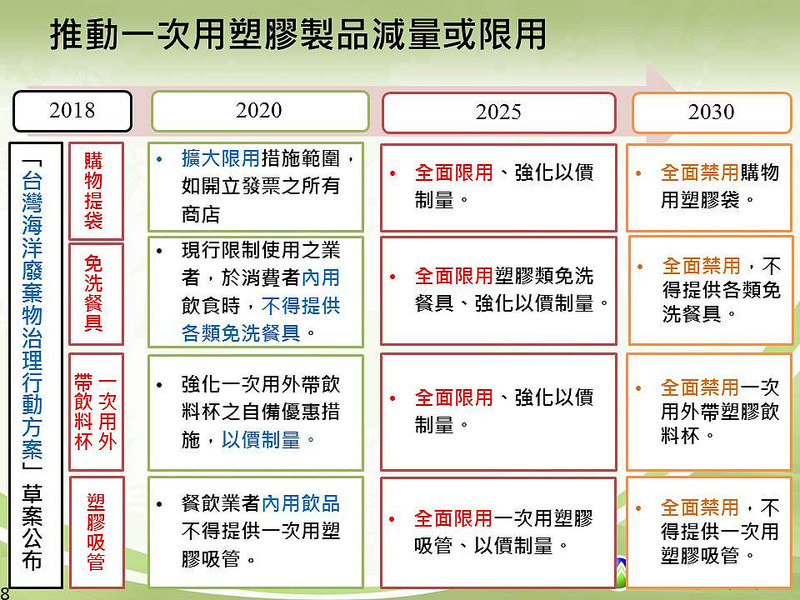 推動一次用塑膠製品減量或限用
2018
2020
2025
2030
「台灣海洋廢棄物治理行動方案」草案公布
購物提袋
• 擴大限用措施範圍，
如開立發票之所有
商店
• 全面限用、強化以價
制量。
• 全面禁用購物
用塑膠袋。
免洗餐具
• 現行限制使用之業
者，於消費者內用
飲食時，不得提供
各類免洗餐具。
• 全面限用塑膠類免洗
餐具、強化以價制量。
• 全面禁用，不
得提供各類免
洗餐具。
一次用外
帶飲料杯
• 強化一次用外帶飲
料杯之自備優惠措
施，以價制量。
• 全面限用、強化以價
制量。
• 全面禁用一次
用外帶塑膠飲
料杯。
塑膠吸管
• 餐飲業者內用飲品
不得提供一次用塑
膠吸管。
• 全面限用一次用塑膠
吸管、以價制量。
• 全面禁用，不
得提供一次用
塑膠吸管。
8